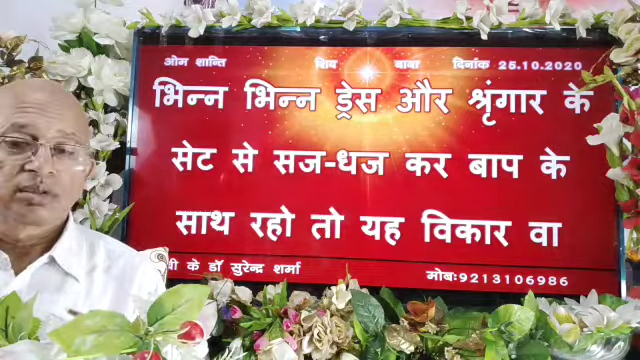 ओम शान्ति शिव बाबा दिनांक 25.10.2020
भिन्न भिन्न ड्रेस और श्रृंगार के
सेट से सज-धज कर बाप के
साथ रहो तो यह विकार वा
बी के डॉ सुरेन्द्र शर्मा मोबः9213106986